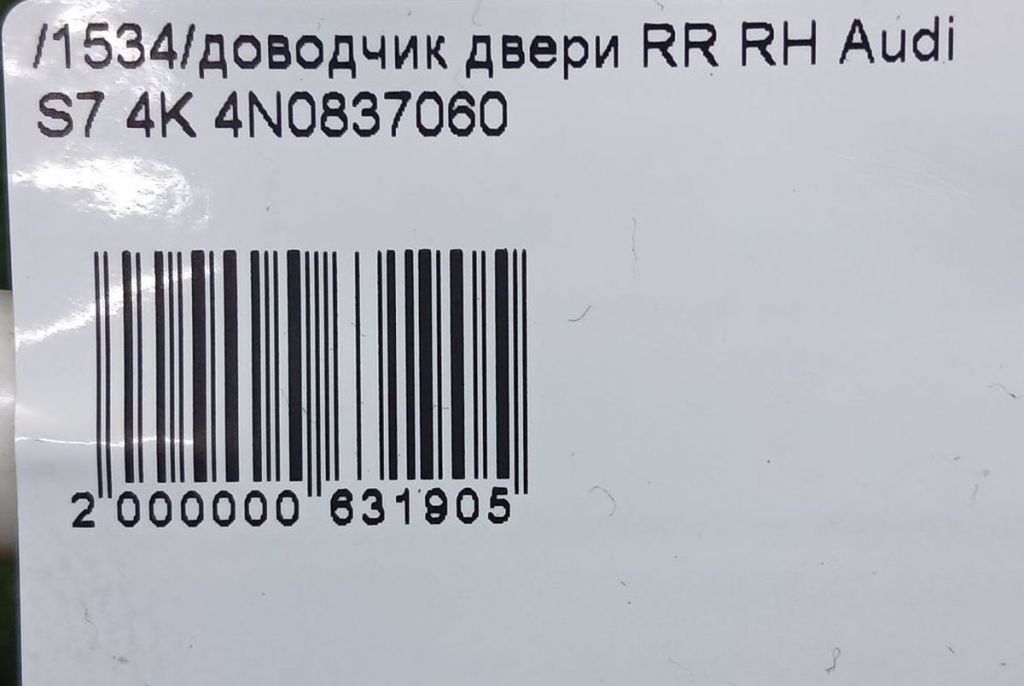 /1534/доводчик двери RR RH Audi
S7 4K 4N0837060
2 000000 631905